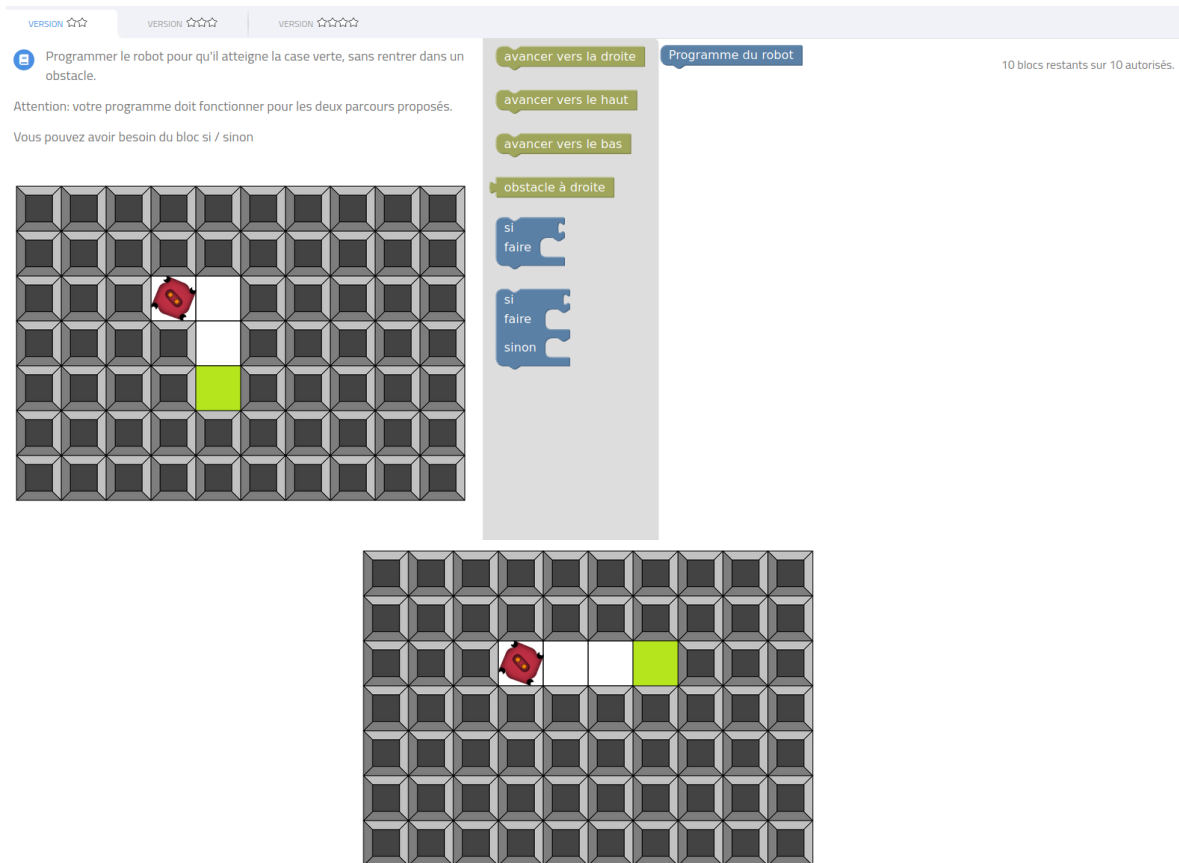 VERSION ☆☆
VERSION ☆☆☆
VERSION ☆☆☆☆
Programmer le robot pour qu'il atteigne la case verte, sans rentrer dans un
obstacle.
Attention: votre programme doit fonctionner pour les deux parcours proposés.
Vous pouvez avoir besoin du bloc si / sinon
avancer vers la droite
avancer vers le haut
avancer vers le bas
obstacle à droite
si
faire
si
faire
sinon
Programme du robot
10 blocs restants sur 10 autorisés.